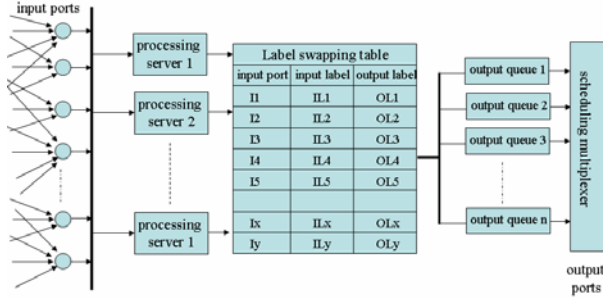 input ports
processing server 1
processing server 2
processing server 1
Label swapping table
input port input label output label
I1 IL1 OL1
I2 IL2 OL2
I3 IL3 OL3
I4 IL4 OL4
I5 IL5 OL5
Ix ILx OLx
Iy ILy OLy
output queue 1
output queue 2
output queue 3
output queue n
scheduling multiplexer
output ports